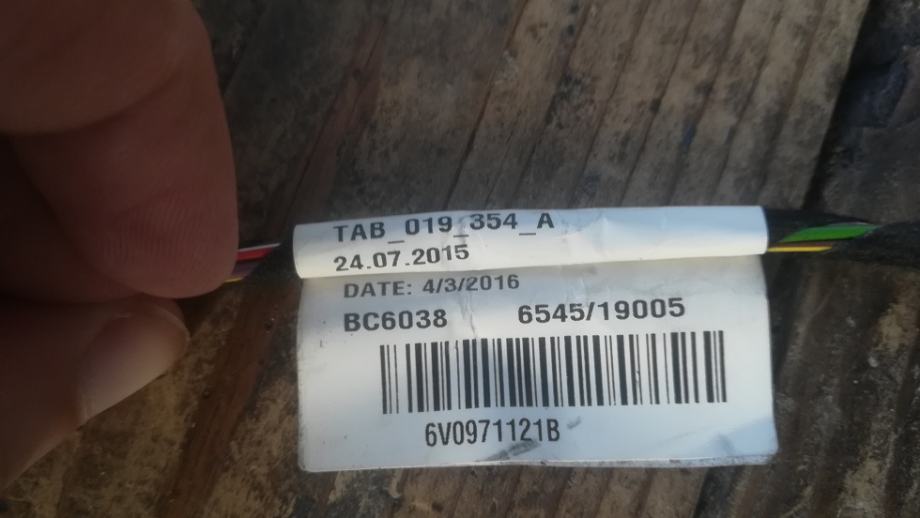 TAB_019_354_A
24.07.2015
DATE: 4/3/2016
BC6038 6545/19005
6V0971121B